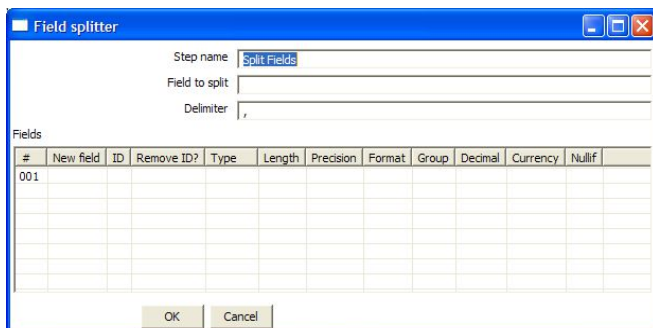 Field splitter
Step name Split Fields
Field to split
Delimiter ,
Fields
# New field ID Remove ID? Type Length Precision Format Group Decimal Currency Nullif
001
OK Cancel